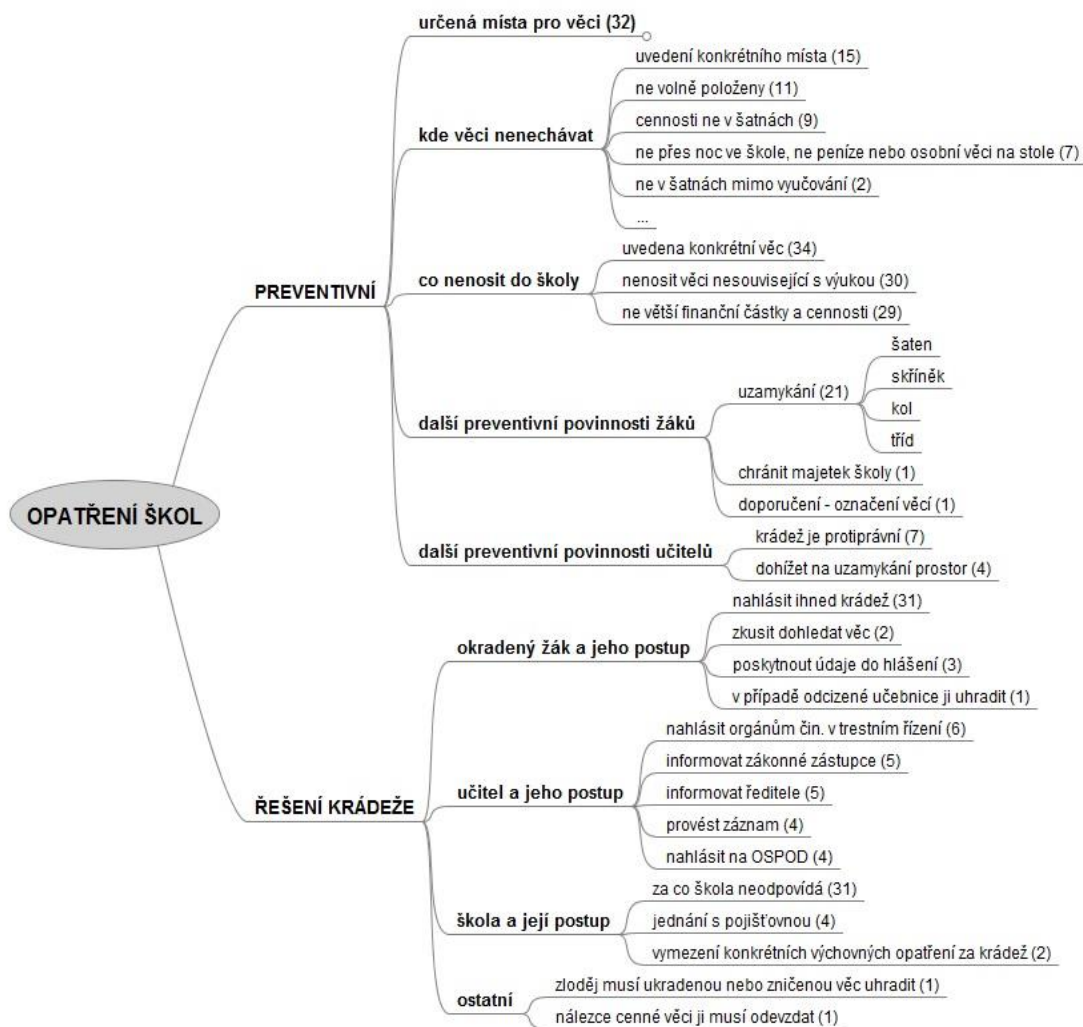 určená místa pro věci (32)
uvedení konkrétního místa (15)
ne volně položeny (11)
cennosti ne v šatnách (9)
kde věci nenechávat
ne přes noc ve škole, ne peníze nebo osobní věci na stole (7)
ne v šatnách mimo vyučování (2)
...
uvedena konkrétní věc (34)
co nenosit do školy
nenosit věci nesouvisející s výukou (30)
PREVENTIVNÍ
ne větší finanční částky a cennosti (29)
šaten
skříněk
uzamykání (21)
kol
další preventivní povinnosti žáků
tříd
chránit majetek školy (1)
doporučení - označení věcí (1)
OPATŘENÍ ŠKOL
krádež je protiprávní (7)
další preventivní povinnosti učitelů
dohížet na uzamykání prostor (4)
nahlásit ihned krádež (31)
zkusit dohledat věc (2)
okradený žák a jeho postup
poskytnout údaje do hlášení (3)
v případě odcizené učebnice ji uhradit (1)
nahlásit orgánům čin. v trestním řízení (6)
informovat zákonné zástupce (5)
učitel a jeho postup
informovat ředitele (5)
ŘEŠENÍ KRÁDEŽE
provést záznam (4)
nahlásit na OSPOD (4)
za co škola neodpovídá (31)
škola a její postup
jednání s pojišťovnou (4)
vymezení konkrétních výchovných opatření za krádež (2)
zloděj musí ukradenou nebo zničenou věc uhradit (1)
ostatní
nálezce cenné věci ji musí odevzdat (1)